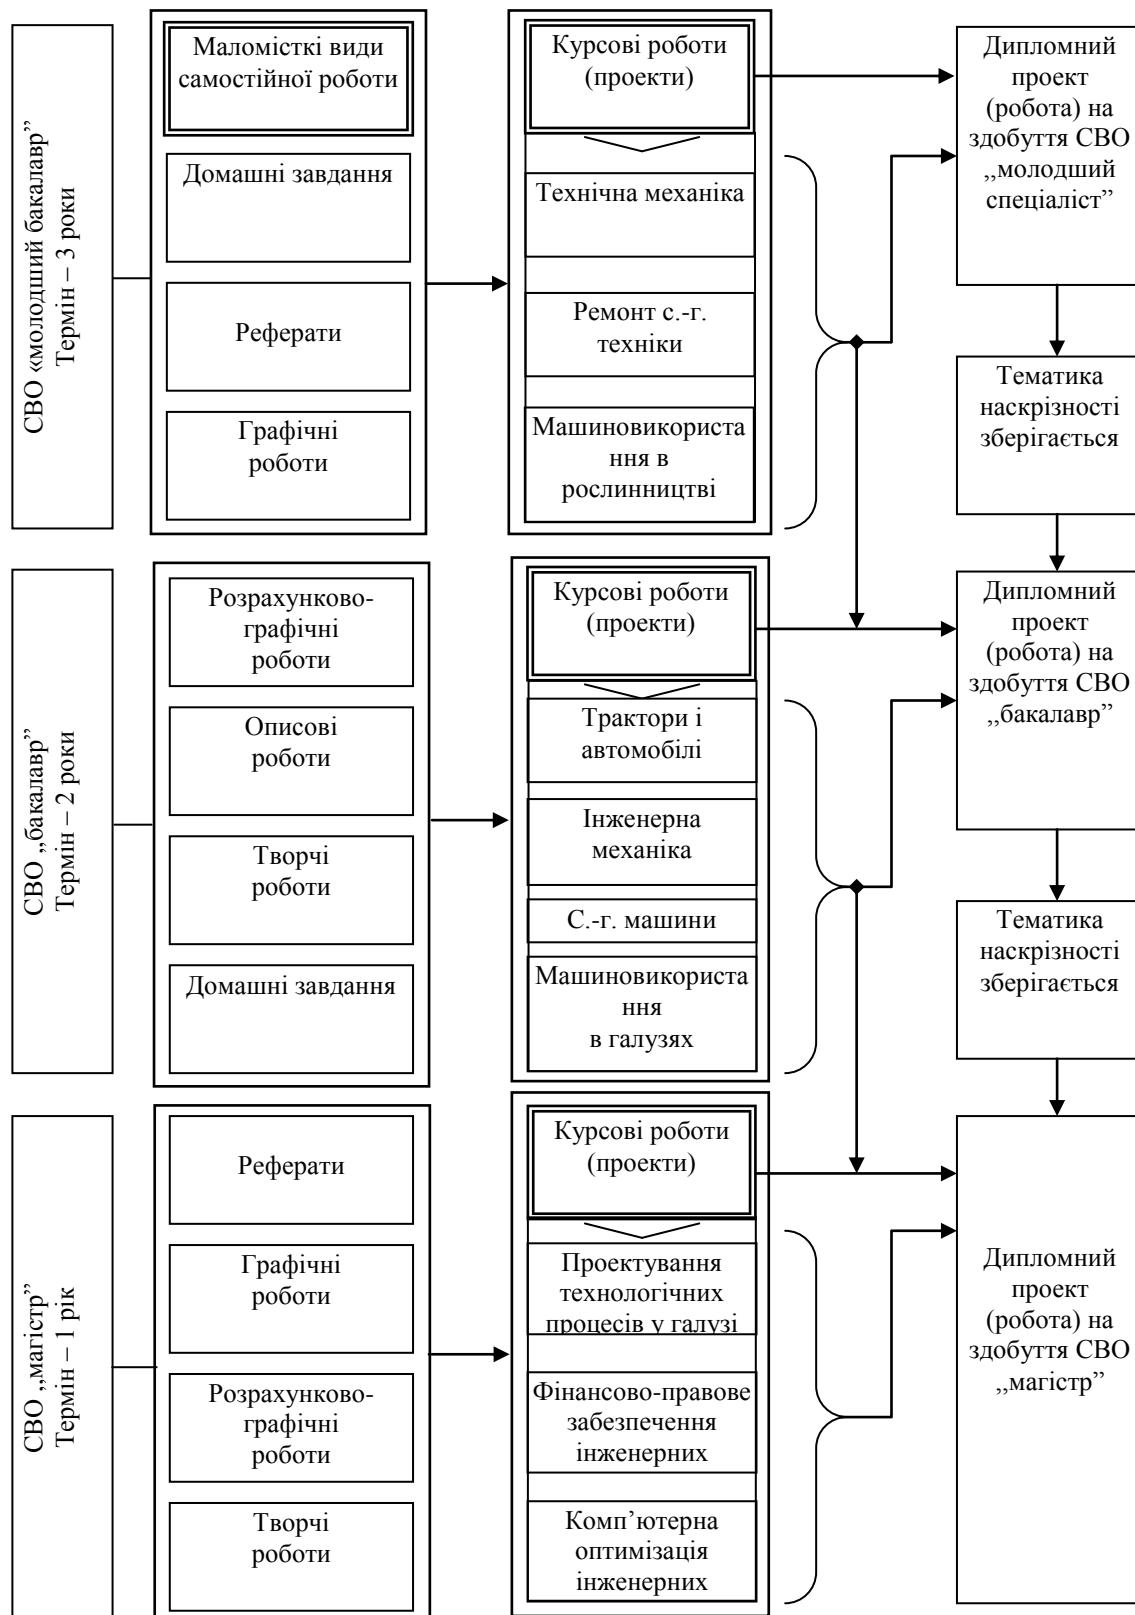 СВО «молодший бакалавр”
Термін – 3 роки
Маломісткі види
самостійної роботи
Домашні завдання
Реферати
Графічні
роботи
Курсові роботи
(проекти)
Технічна механіка
Ремонт с.-г.
техніки
Машиновикориста
ння в
рослинництві
Дипломний
проект
(робота) на
здобуття СВО
„молодший
спеціаліст”
Тематика
наскрізності
зберігається
СВО „бакалавр”
Термін – 2 роки
Розрахунково-
графічні
роботи
Описові
роботи
Творчі
роботи
Домашні завдання
Курсові роботи
(проекти)
Трактори і
автомобілі
Інженерна
механіка
С.-г. машини
Машиновикориста
ння
в галузях
Дипломний
проект
(робота) на
здобуття СВО
„бакалавр”
Тематика
наскрізності
зберігається
СВО „магістр”
Термін – 1 рік
Реферати
Графічні
роботи
Розрахунково-
графічні
роботи
Творчі
роботи
Курсові роботи
(проекти)
Проектування
технологічних
процесів у галузі
Фінансово-правове
забезпечення
інженерних
Комп’ютерна
оптимізація
інженерних
Дипломний
проект
(робота) на
здобуття СВО
„магістр”